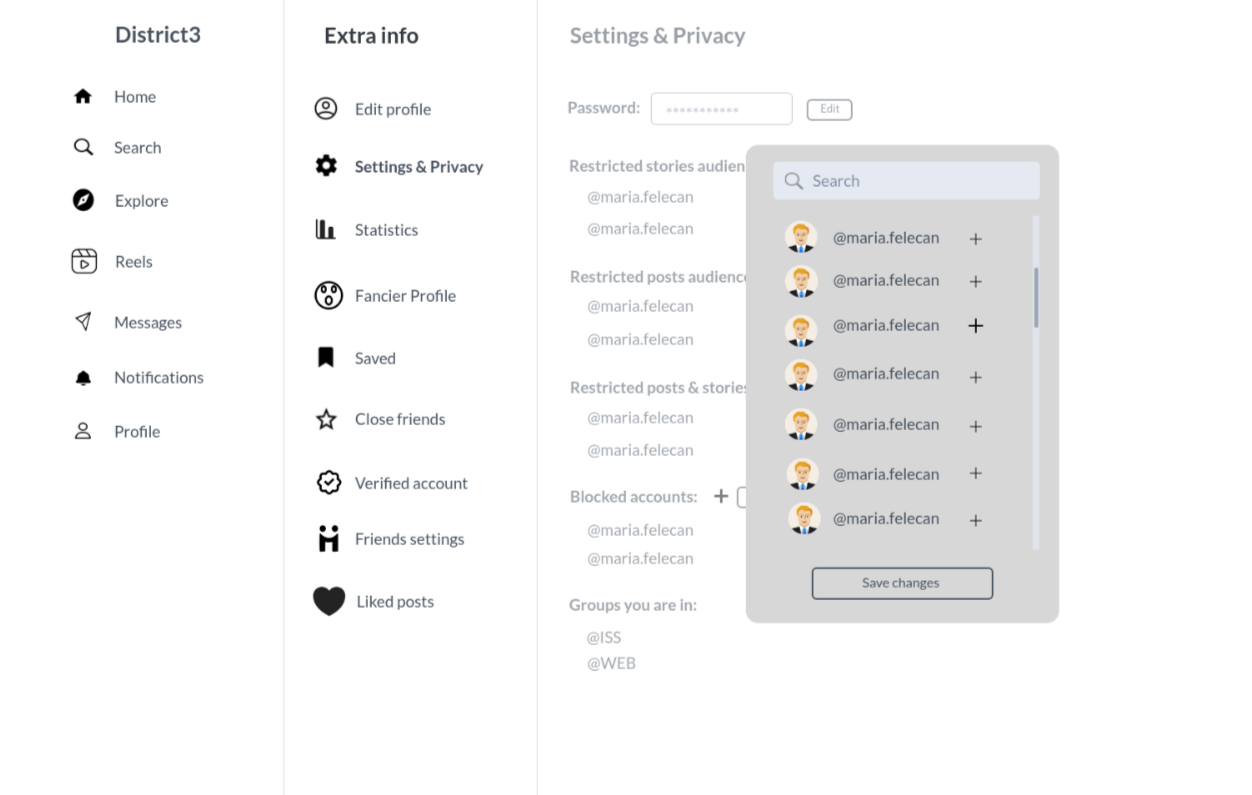 District3
Home
Search
Explore
Reels
Messages
Notifications
Profile
Extra info
Edit profile
Settings & Privacy
Statistics
Fancier Profile
Saved
Close friends
Verified account
Friends settings
Liked posts
Settings & Privacy
Password: *********** Edit
Restricted stories audien
@maria.felecan
@maria.felecan
Restricted posts audienc
@maria.felecan
@maria.felecan
Restricted posts & stories
@maria.felecan
@maria.felecan
Blocked accounts: +
@maria.felecan
@maria.felecan
Groups you are in:
@ISS
@WEB
Search
@maria.felecan +
@maria.felecan +
@maria.felecan +
@maria.felecan +
@maria.felecan +
@maria.felecan +
@maria.felecan +
Save changes